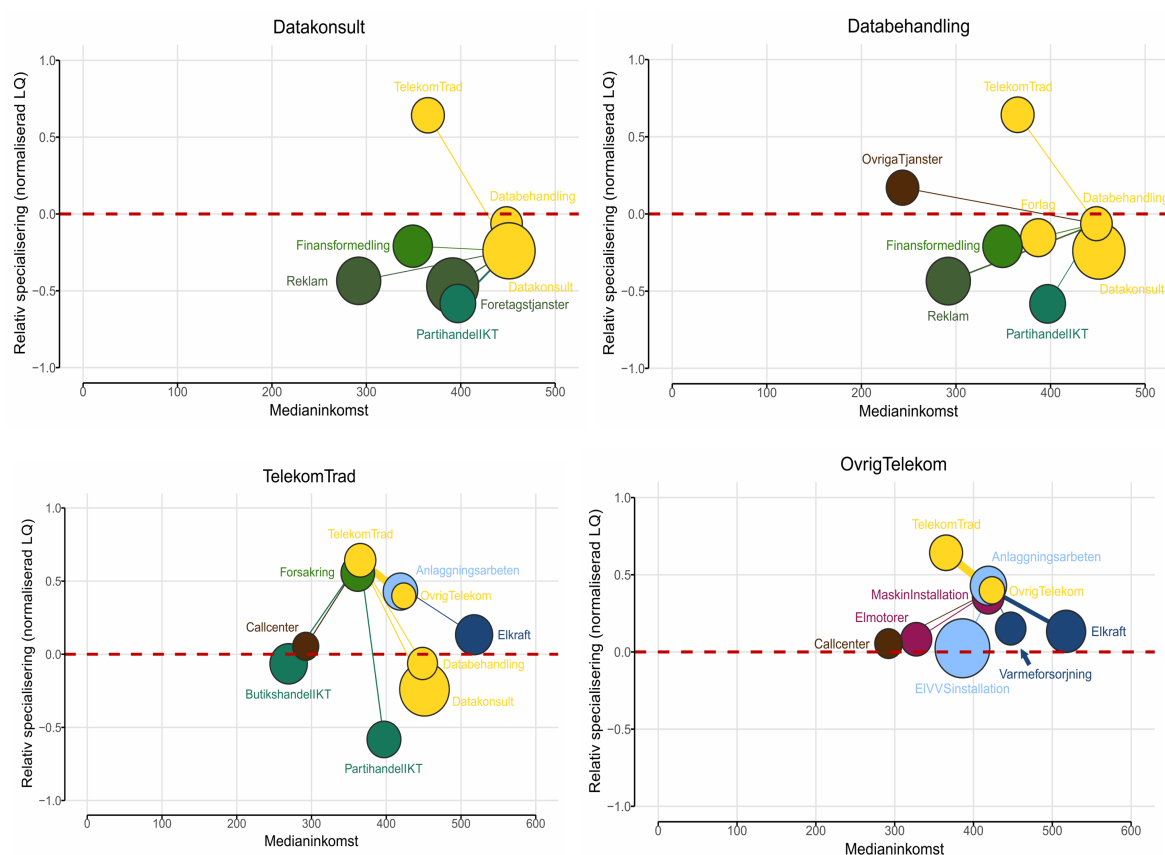 Datakonsult
Relativ specialisering (normaliserad LQ)
1.0
0.5
0.0
−0.5
−1.0
TelekomTrad
Databehandling
Finansformedling
Reklam
Datakonsult
Foretagstjanster
PartihandelIKT
0
200
300
400
500
Medianinkomst
Databehandling
Relativ specialisering (normaliserad LQ)
1.0
0.5
0.0
−0.5
−1.0
TelekomTrad
OvrigaTjanster
Databehandling
Forlag
Finansformedling
Datakonsult
Reklam
PartihandelIKT
0
200
300
400
500
Medianinkomst
TelekomTrad
Relativ specialisering (normaliserad LQ)
1.0
0.5
0.0
−0.5
−1.0
TelekomTrad
Forsakring
Anlaggningsarbeten
OvrigTelekom
Callcenter
Elkraft
Databehandling
ButikshandelIKT
Datakonsult
PartihandelIKT
0
100
200
300
400
500
600
Medianinkomst
OvrigTelekom
Relativ specialisering (normaliserad LQ)
1.0
0.5
0.0
−0.5
−1.0
TelekomTrad
Anlaggningsarbeten
MaskinInstallation
OvrigTelekom
Elmotorer
Elkraft
Callcenter
Varmeforsorjning
ElVVSinstallation
0
100
200
300
400
500
600
Medianinkomst